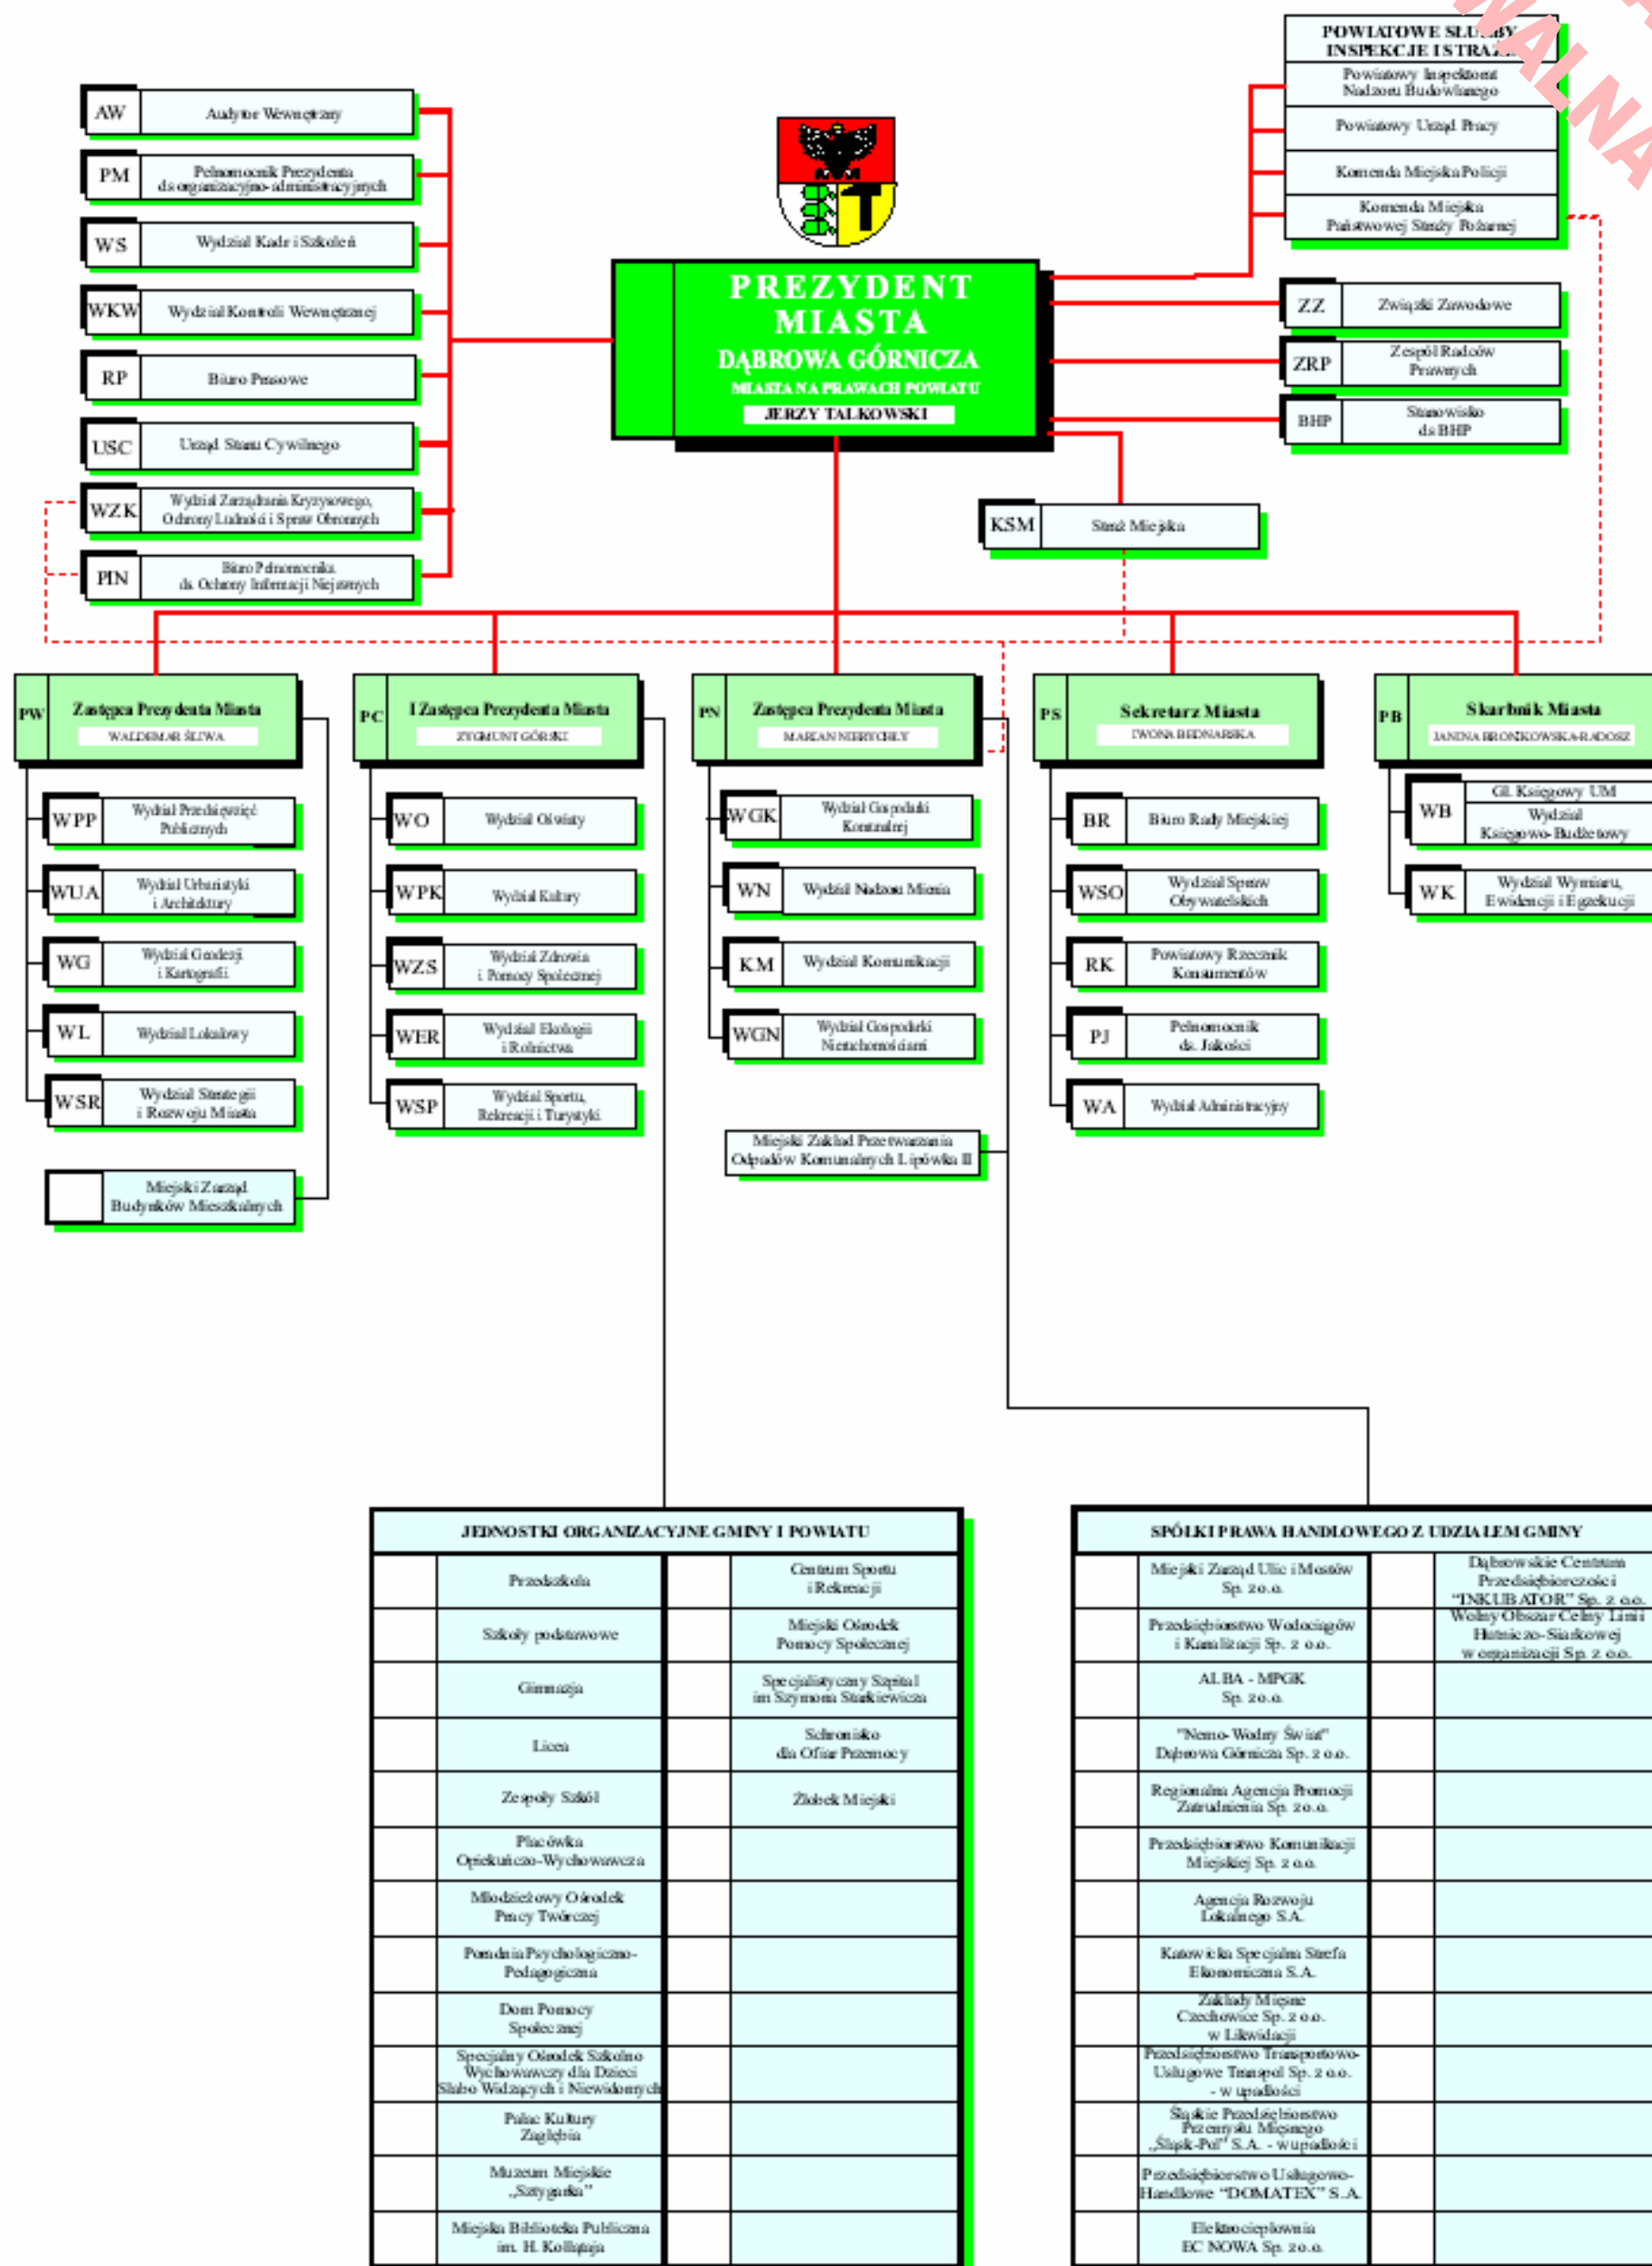 WALNA
POWIATOWE SŁUŻBY
INSPEKCJE I STRAŻE
Powiatowy Inspektorat
Nadzoru Budowlanego
Powiatowy Urząd Pracy
Komenda Miejska Policji
Komenda Miejska
Państwowej Straży Pożarnej
AW
Audytor Wewnętrzny
PM
Pełnomocnik Prezydenta
ds organizacyjno-administracyjnych
WS
Wydział Kadr i Szkoleń
WKW
Wydział Kontroli Wewnętrznej
RP
Biuro Prasowe
USC
Urząd Stanu Cywilnego
WZK
Wydział Zarządzania Kryzysowego,
Ochrony Ludności i Spraw Obronnych
PIN
Biuro Pełnomocnika
ds. Ochrony Informacji Niejawnych
PREZYDENT
MIASTA
DĄBROWA GÓRNICZA
MIASTA NA PRAWACH POWIATU
JERZY TALKOWSKI
ZZ
Związki Zawodowe
ZRP
Zespół Radców
Prawnych
BHP
Stanowisko
ds BHP
KSM
Straż Miejska
PW
Zastępca Prezydenta Miasta
WALDEMAR ŚLIWA
PC
I Zastępca Prezydenta Miasta
ZYGMUNT GÓRSKI
PN
Zastępca Prezydenta Miasta
MARIAN NIERYCHŁY
PS
Sekretarz Miasta
IWONA BEDNARSKA
PB
Skarbnik Miasta
JANINA BRONIKOWSKA-RADOSZ
WPP
Wydział Przedsięwzięć
Publicznych
WUA
Wydział Urbanistyki
i Architektury
WG
Wydział Geodezji
i Kartografii
WL
Wydział Lokalowy
WSR
Wydział Strategii
i Rozwoju Miasta
Miejski Zarząd
Budynków Mieszkalnych
WO
Wydział Oświaty
WPK
Wydział Kultury
WZS
Wydział Zdrowia
i Pomocy Społecznej
WER
Wydział Ekologii
i Rolnictwa
WSP
Wydział Sportu,
Rekreacji i Turystyki
WGK
Wydział Gospodarki
Komunalnej
WN
Wydział Nadzoru Mienia
KM
Wydział Komunikacji
WGN
Wydział Gospodarki
Nieruchomościami
Miejski Zakład Przetwarzania
Odpadów Komunalnych Lipówka II
BR
Biuro Rady Miejskiej
WSO
Wydział Spraw
Obywatelskich
RK
Powiatowy Rzecznik
Konsumentów
PJ
Pełnomocnik
ds. Jakości
WA
Wydział Administracyjny
WB
Gł. Księgowy UM
Wydział
Księgowo-Budżetowy
WK
Wydział Wymiaru,
Ewidencji i Egzekucji
JEDNOSTKI ORGANIZACYJNE GMINY I POWIATU
Przedszkola
Szkoły podstawowe
Gimnazja
Licea
Zespoły Szkół
Placówka
Opiekuńczo-Wychowawcza
Młodzieżowy Ośrodek
Pracy Twórczej
Poradnia Psychologiczno-
Pedagogiczna
Dom Pomocy
Społecznej
Specjalny Ośrodek Szkolno
Wychowawczy dla Dzieci
Słabo Widzących i Niewidomych
Pałac Kultury
Zagłębia
Muzeum Miejskie
„Sztygarka”
Miejska Biblioteka Publiczna
im. H. Kołłątaja
Centrum Sportu
i Rekreacji
Miejski Ośrodek
Pomocy Społecznej
Specjalistyczny Szpital
im Szymona Starkiewicza
Schronisko
dla Ofiar Przemocy
Żłobek Miejski
SPÓŁKI PRAWA HANDLOWEGO Z UDZIAŁEM GMINY
Miejski Zarząd Ulic i Mostów
Sp. z o.o.
Przedsiębiorstwo Wodociągów
i Kanalizacji Sp. z o.o.
ALBA - MPGK
Sp. z o.o.
"Nemo-Wodny Świat"
Dąbrowa Górnicza Sp. z o.o.
Regionalna Agencja Promocji
Zatrudnienia Sp. z o.o.
Przedsiębiorstwo Komunikacji
Miejskiej Sp. z o.o.
Agencja Rozwoju
Lokalnego S.A.
Katowicka Specjalna Strefa
Ekonomiczna S.A.
Zakłady Mięsne
Czechowice Sp. z o.o.
w Likwidacji
Przedsiębiorstwo Transportowo-
Usługowe Transpol Sp. z o.o.
- w upadłości
Śląskie Przedsiębiorstwo
Przemysłu Mięsnego
„Śląsk-Pol” S.A. - w upadłości
Przedsiębiorstwo Usługowo-
Handlowe “DOMATEX” S.A.
Elektrociepłownia
EC NOWA Sp. zo.o.
Dąbrowskie Centrum
Przedsiębiorczości
“INKUBATOR” Sp. z o.o.
Wolny Obszar Celny Linii
Hutniczo-Siarkowej
w organizacji Sp. z o.o.